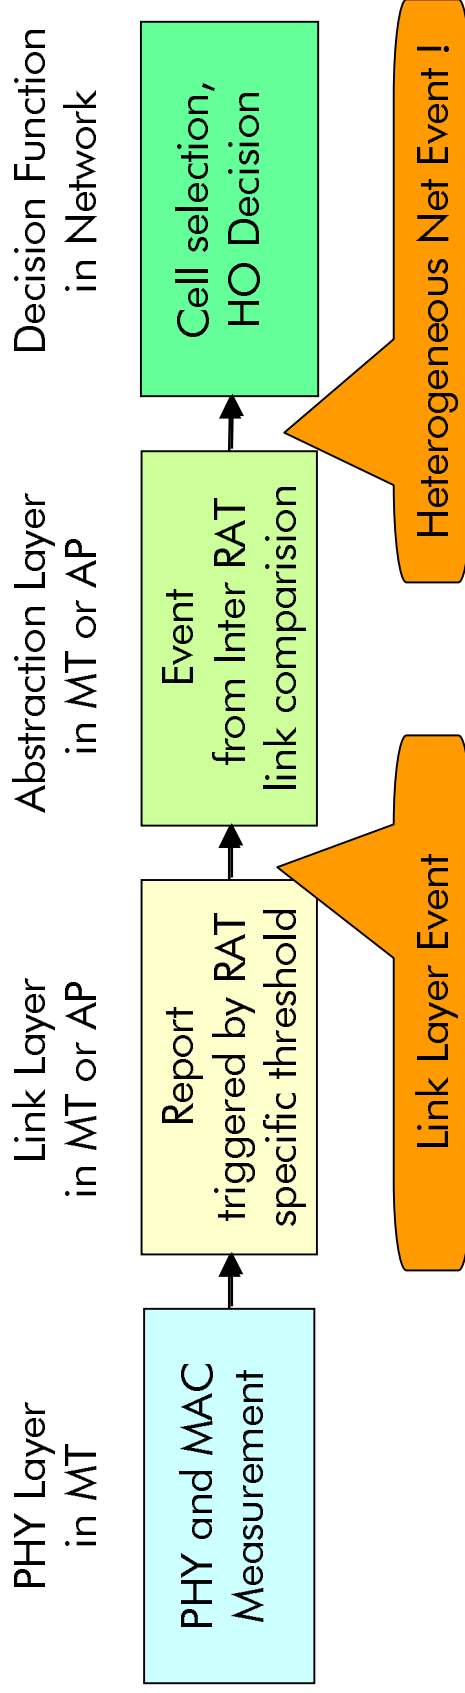 PHY Layer
in MT
Link Layer
in MT or AP
Abstraction Layer
in MT or AP
Decision Function
in Network
PHY and MAC
Measurement
Report
triggered by RAT
specific threshold
Event
from Inter RAT
link comparision
Cell selection,
HO Decision
Link Layer Event
Heterogeneous Net Event !